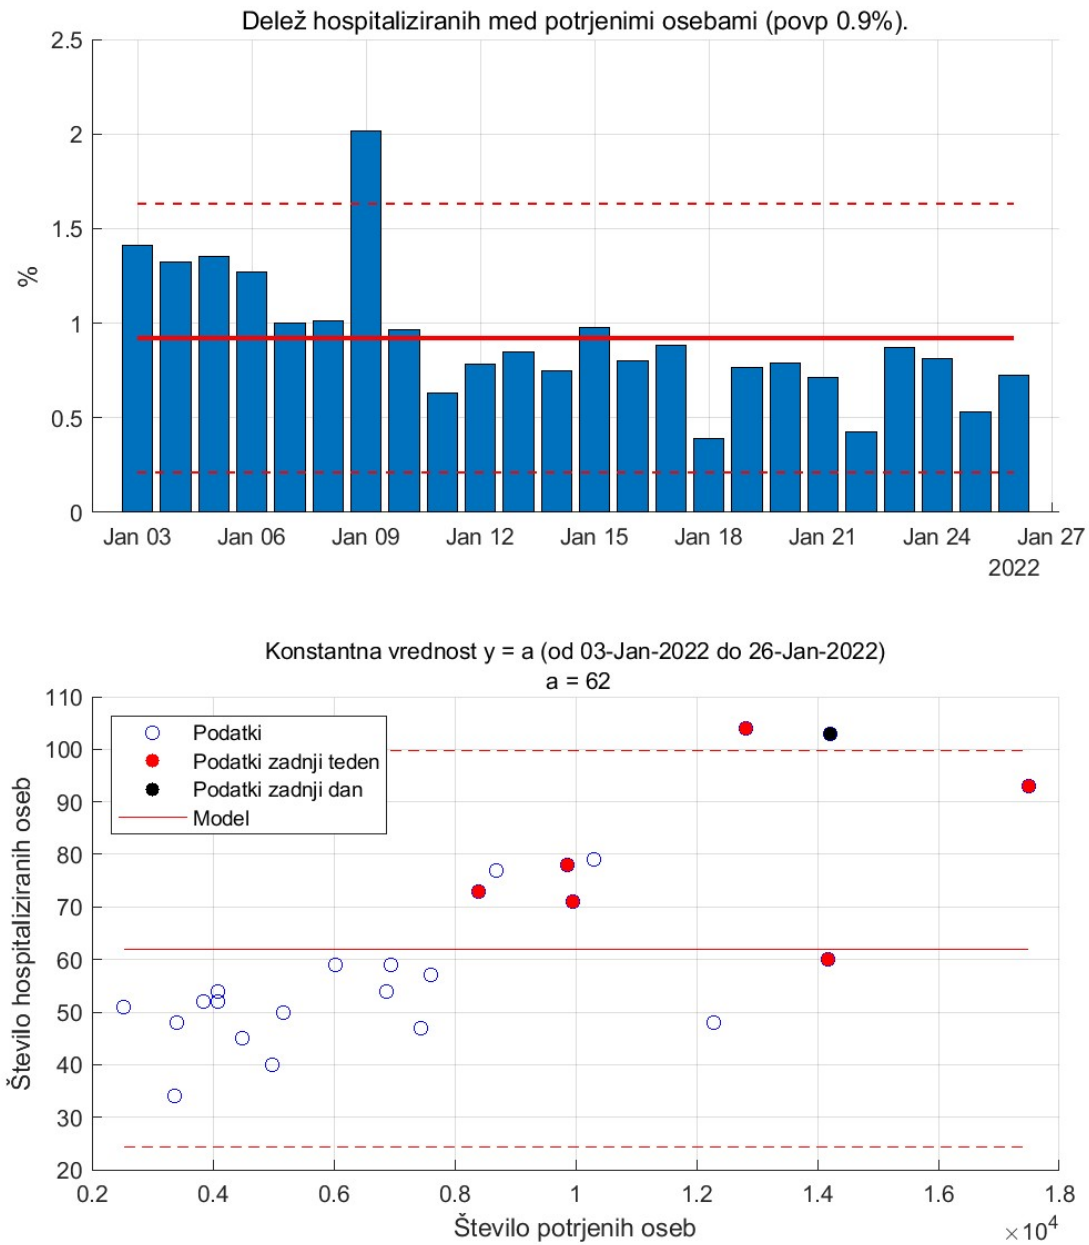 Delež hospitaliziranih med potrjenimi osebami (povp 0.9%).
2.5
2
1.5
1
0.5
0
%
Jan 03 Jan 06 Jan 09 Jan 12 Jan 15 Jan 18 Jan 21 Jan 24 Jan 27
2022
Konstantna vrednost y = a (od 03-Jan-2022 do 26-Jan-2022)
a = 62
110
100
90
80
70
60
50
40
30
20
Število hospitaliziranih oseb
Podatki
Podatki zadnji teden
Podatki zadnji dan
Model
0.2 0.4 0.6 0.8 1 1.2 1.4 1.6 1.8
Število potrjenih oseb
×10⁴